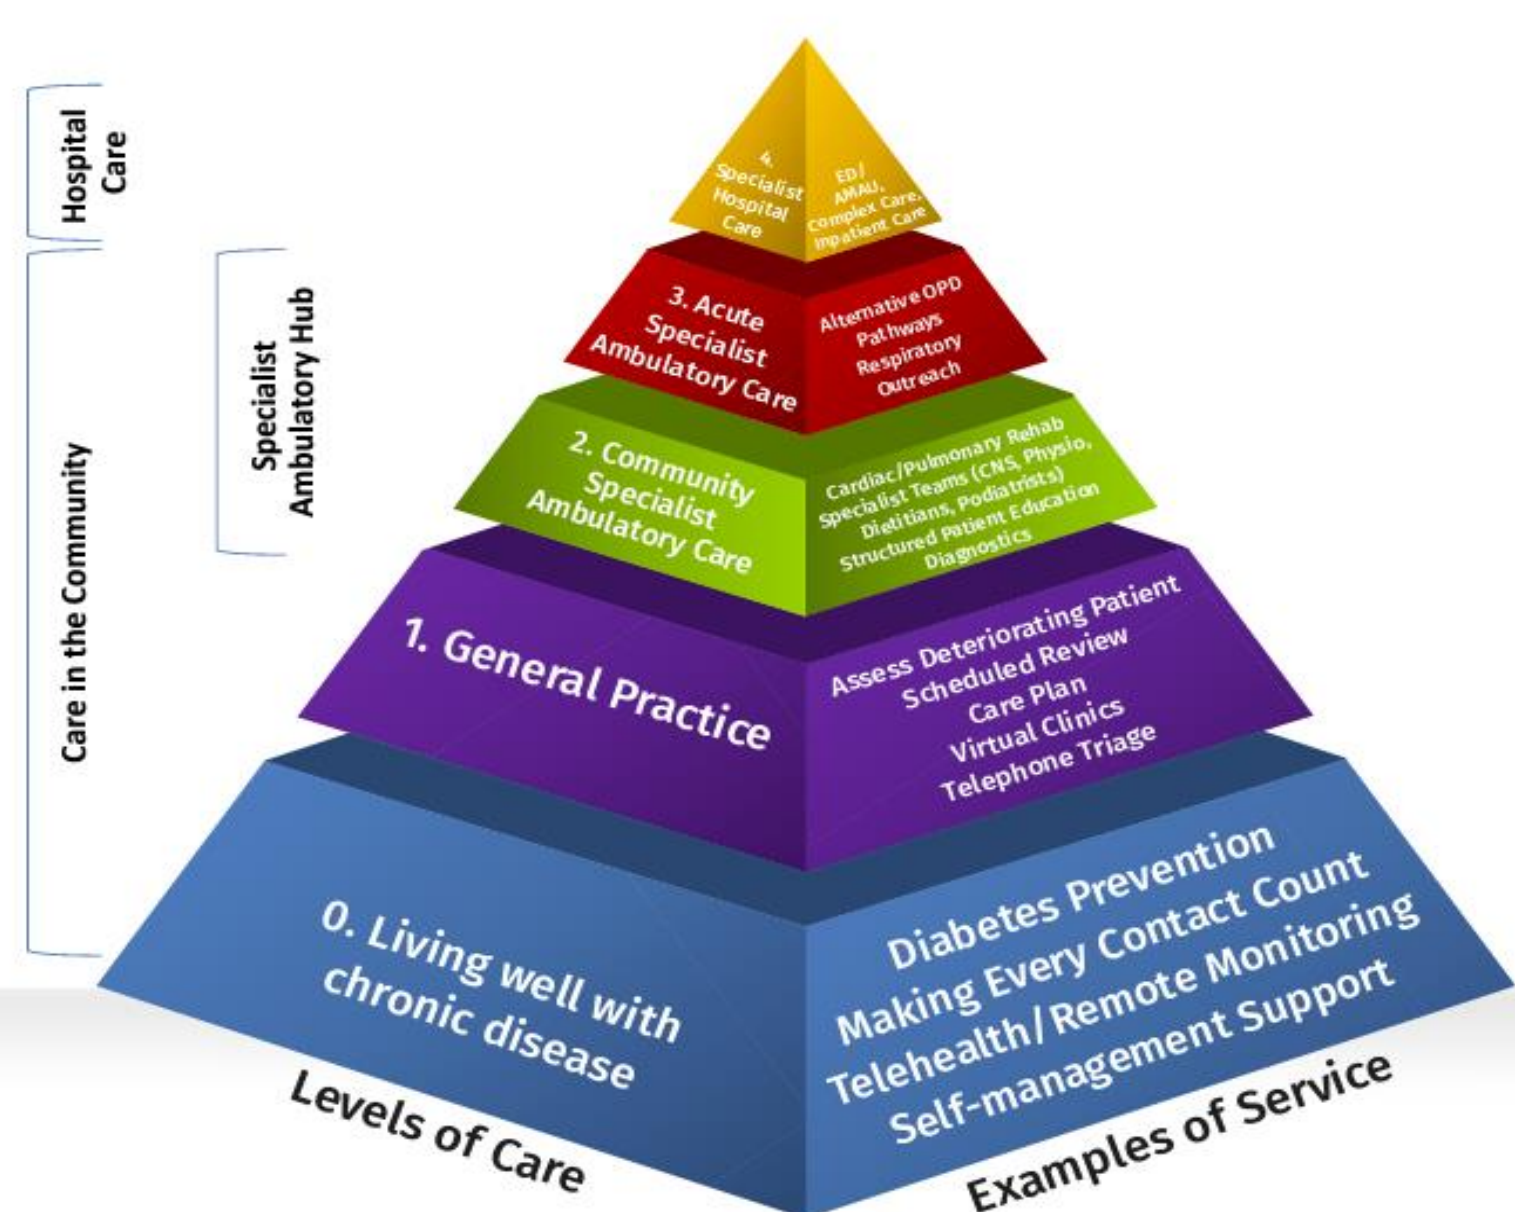 Hospital
Care
Specialist
Ambulatory Hub
Care in the Community
4.
Specialist
Hospital
Care
ED/
AMAU,
Complex Care,
Inpatient Care
3. Acute
Specialist
Ambulatory Care
Alternative OPD
Pathways
Respiratory
Outreach
2. Community
Specialist
Ambulatory Care
Cardiac/Pulmonary Rehab
Specialist Teams (CNS, Physio,
Dietitians, Podiatrists)
Structured Patient Education
Diagnostics
1. General Practice
Assess Deteriorating Patient
Scheduled Review
Care Plan
Virtual Clinics
Telephone Triage
0. Living well with
chronic disease
Diabetes Prevention
Making Every Contact Count
Telehealth/Remote Monitoring
Self-management Support
Levels of Care
Examples of Service